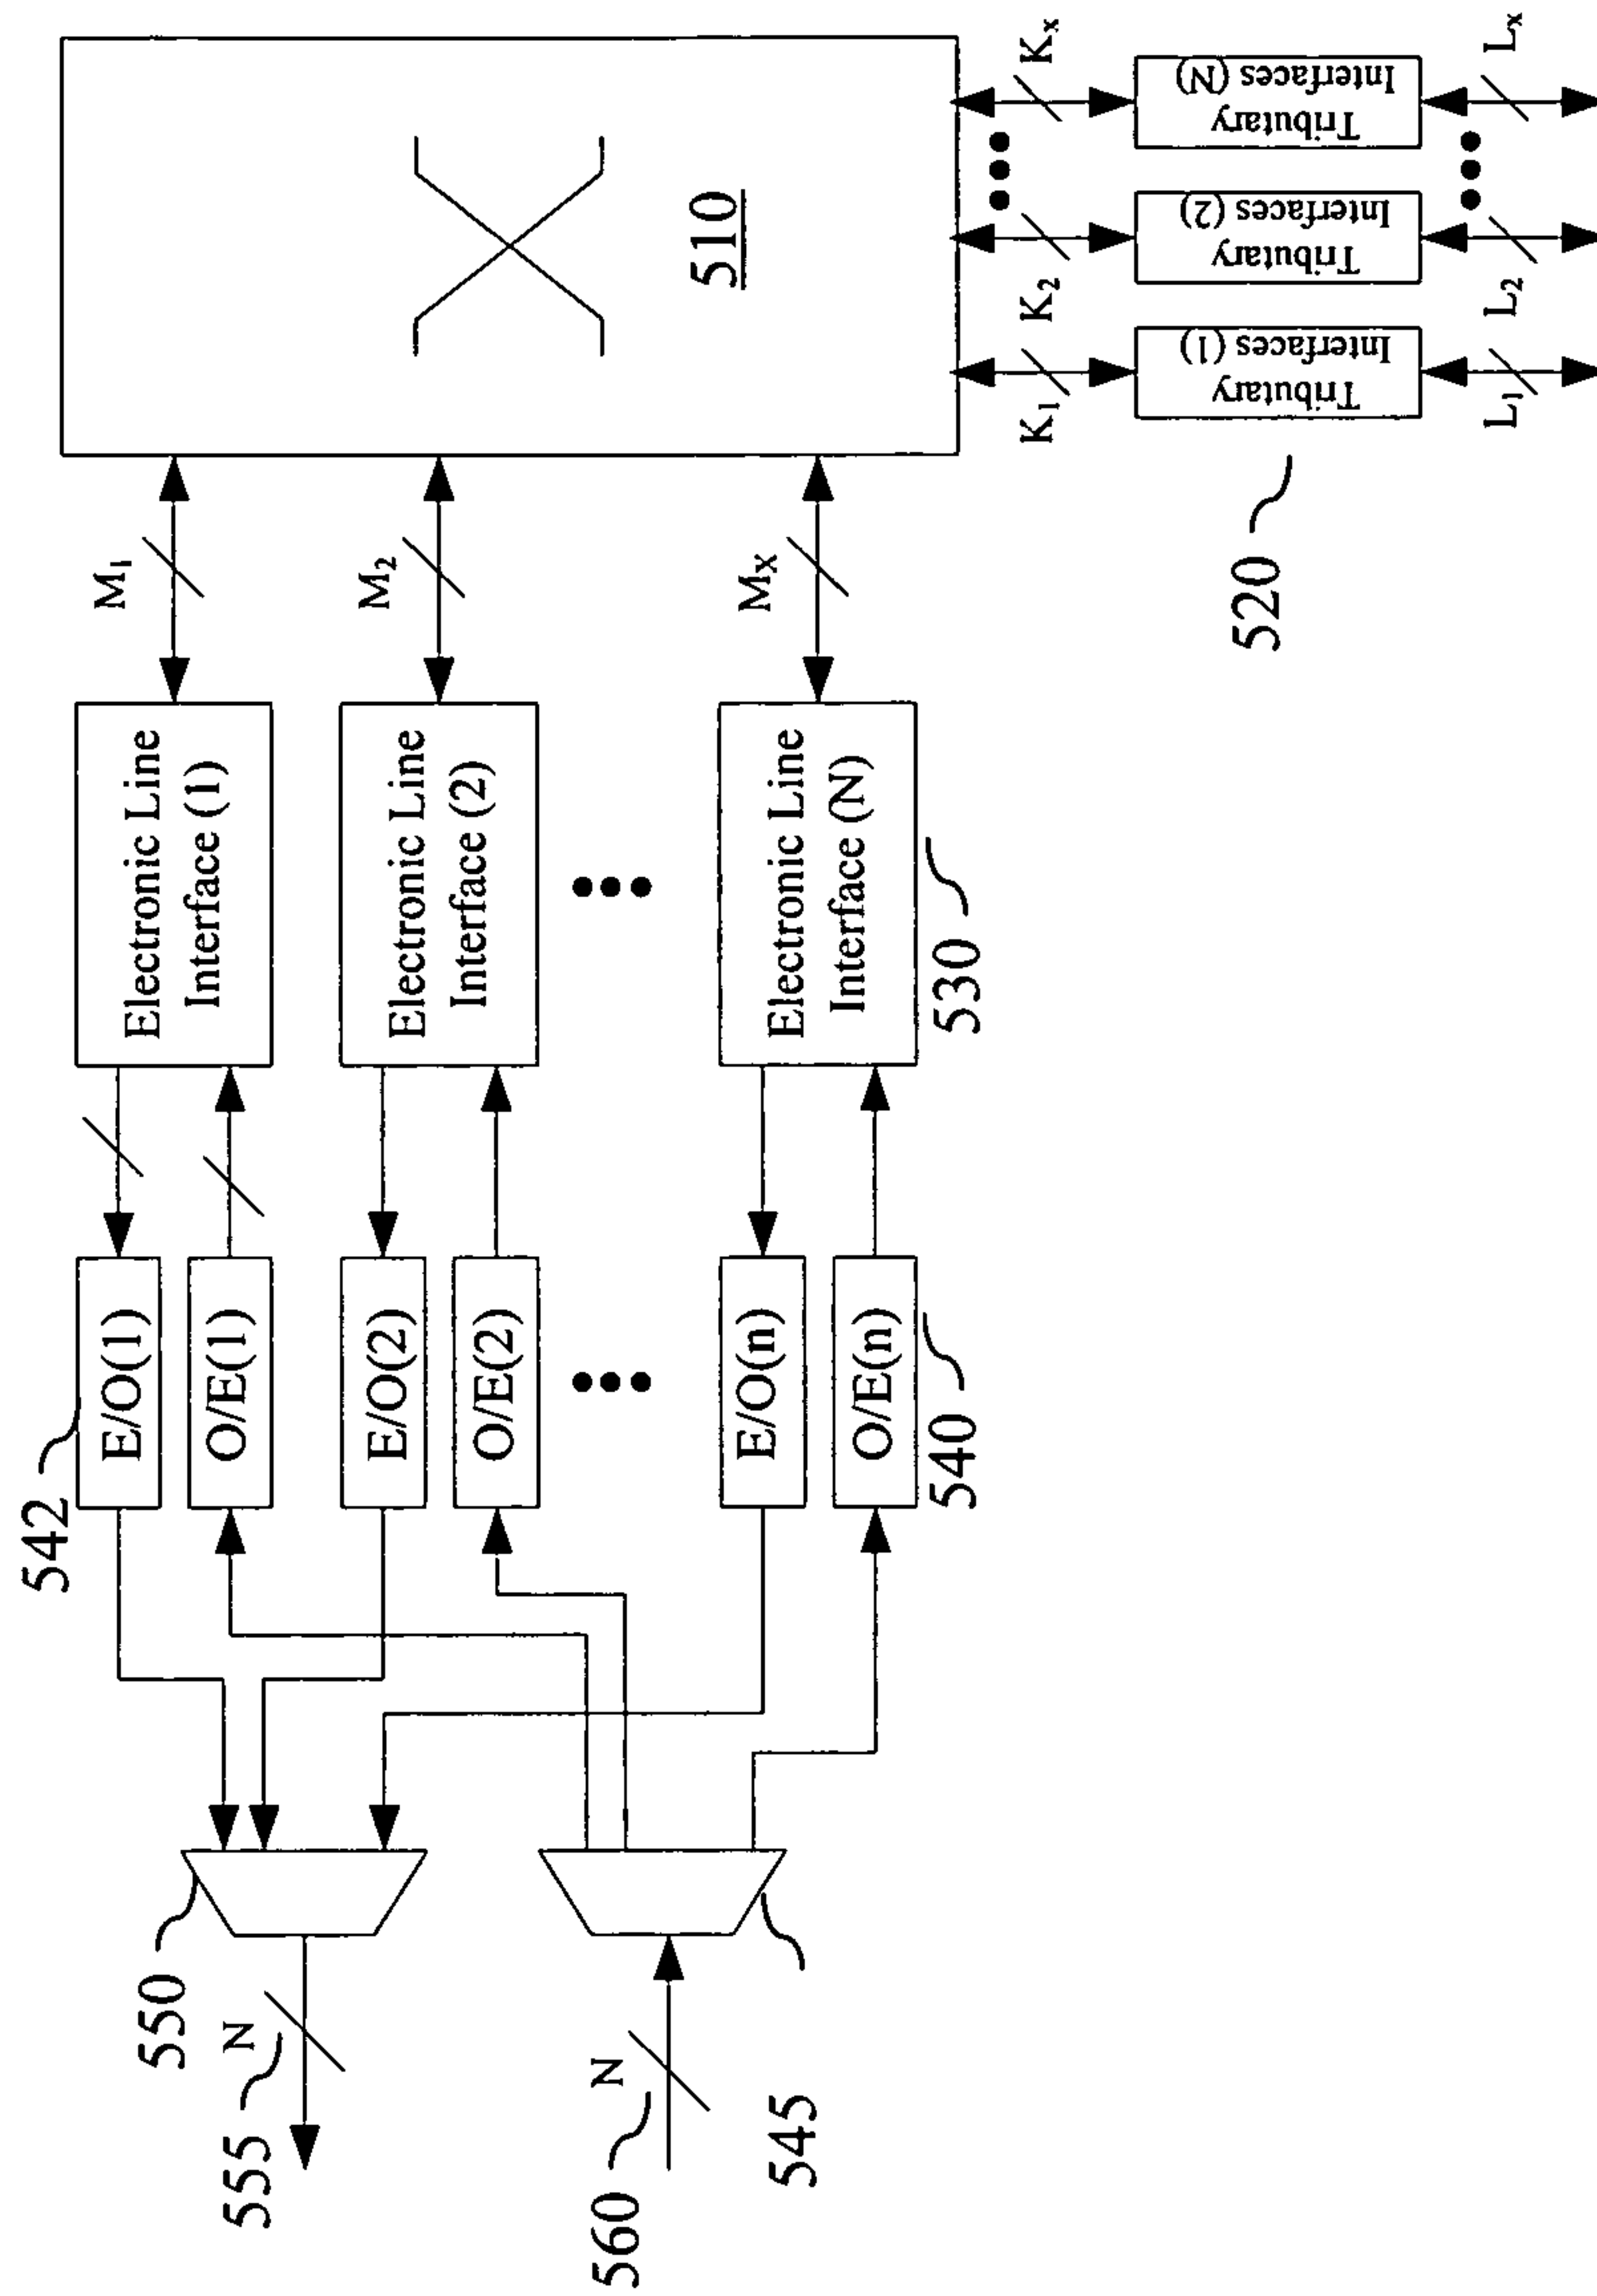 542
E/O(1)
O/E(1)
E/O(2)
O/E(2)
E/O(n)
O/E(n)
540
Electronic Line
Interface (1)
Electronic Line
Interface (2)
Electronic Line
Interface (N)
530
M1
M2
MX
510
K1
K2
Kx
Tributary
Interfaces (1)
Tributary
Interfaces (2)
Tributary
Interfaces (N)
L1
L2
Lx
520
550
N
555
N
560
545